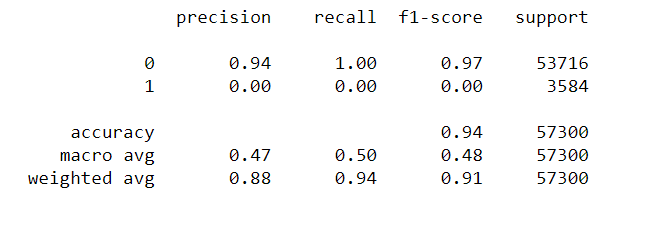 precision recall f1-score support
0 0.94 1.00 0.97 53716
1 0.00 0.00 0.00 3584
accuracy 0.94 57300
macro avg 0.47 0.50 0.48 57300
weighted avg 0.88 0.94 0.91 57300